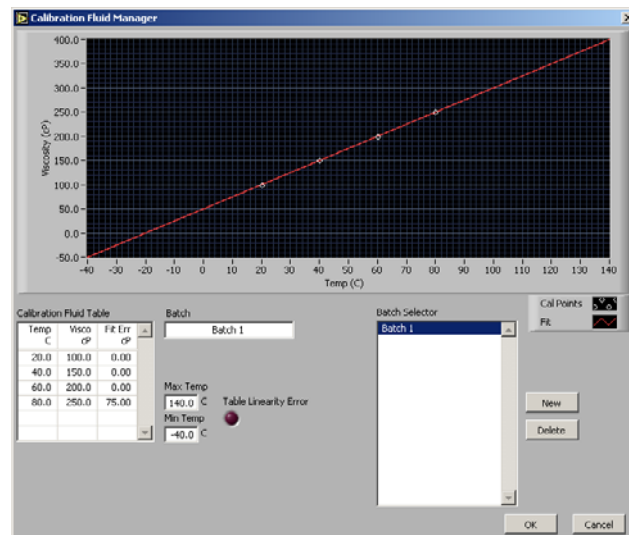 Calibration Fluid Manager
400.0
350.0
300.0
250.0
200.0
150.0
100.0
50.0
0.0
-50.0
Viscosity (cP)
-40 -30 -20 -10 0 10 20 30 40 50 60 70 80 90 100 110 120 130 140
Temp (C)
Cal Points
Fit
Calibration Fluid Table
Temp Visco Fit Err
C cP cP
20.0 100.0 0.00
40.0 150.0 0.00
60.0 200.0 0.00
80.0 250.0 75.00
Batch
Batch 1
Max Temp
140.0 C
Table Linearity Error
Min Temp
-40.0 C
Batch Selector
Batch 1
New
Delete
OK Cancel